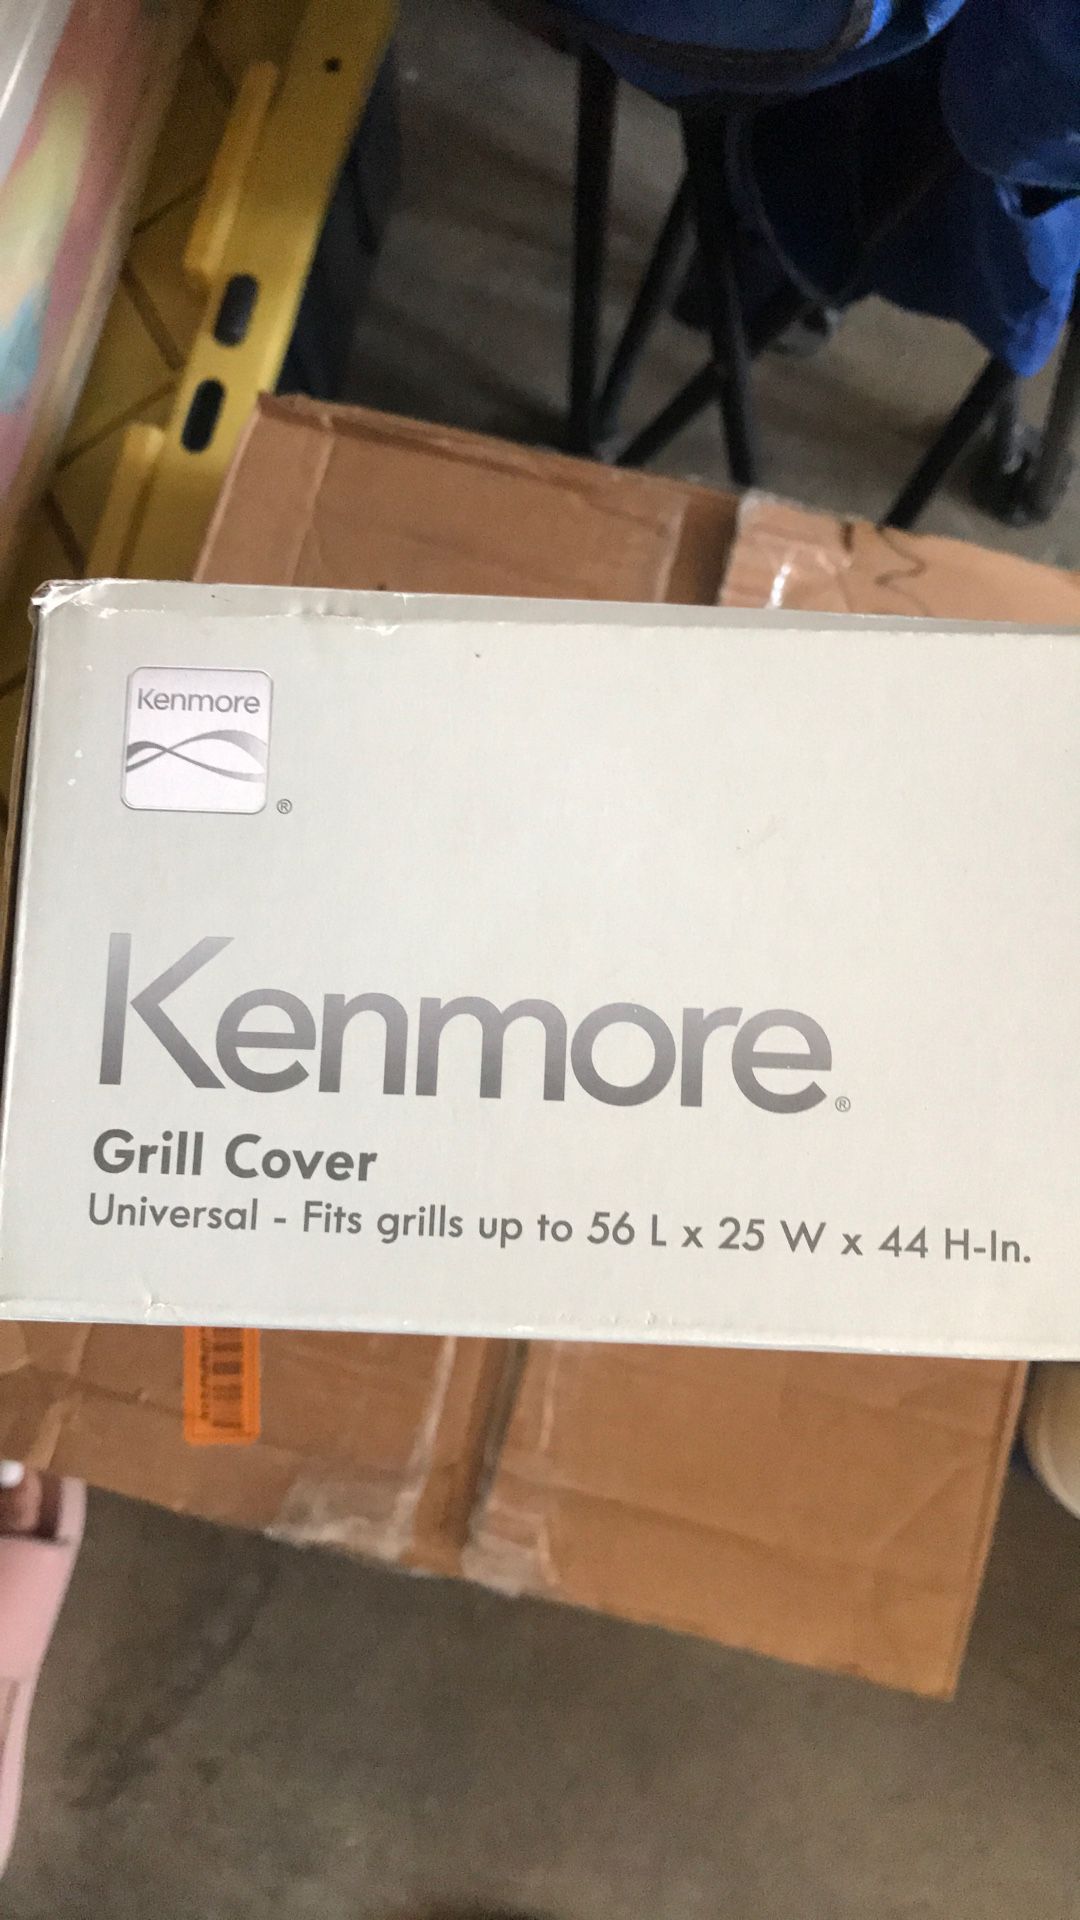 Kenmore
®
Kenmore®
Grill Cover
Universal - Fits grills up to 56 L x 25 W x 44 H-In.